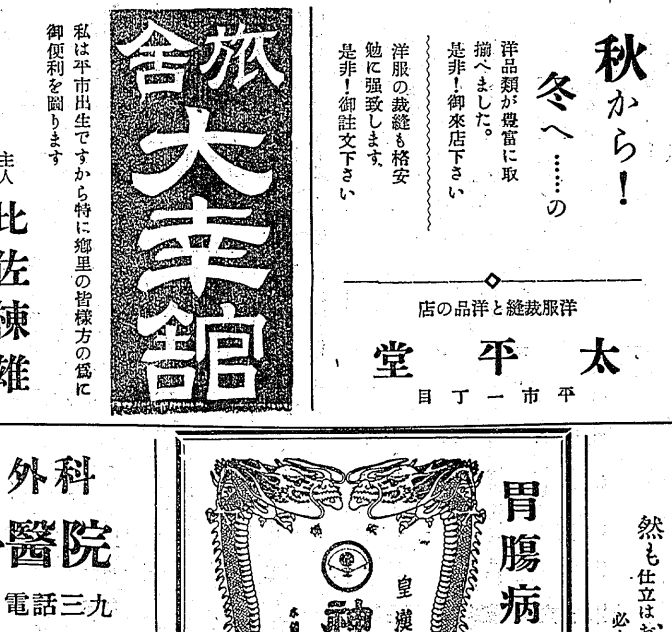 秋から！
冬へ……の
洋品類が豊富に取
揃へました。
是非！御來店下さい
洋服の裁縫も格安
勉に强致します、
是非！御註文下さい
洋服裁縫と洋品の店
太平堂
平市一丁目
旅舎
大幸館
私は平市出生ですから特に鄕里の皆樣方の爲に
御便利を圖ります
主人
比佐
雄
胃腸病
皇漢
神
外科
醫院
電話三九
然も仕立は
必